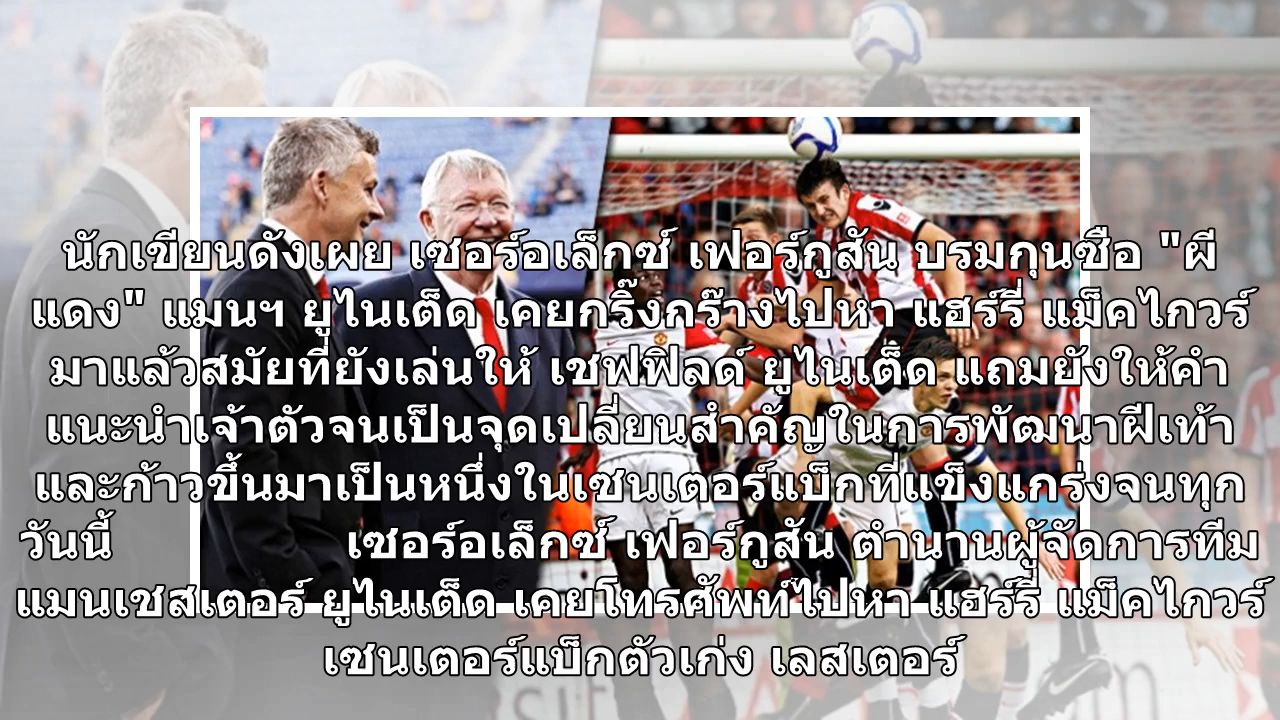 นักเขียนดังเผย เซอร์อเล็กซ์ เฟอร์กูสัน บรมกุนซือ "ผี
แดง" แมนฯ ยูไนเต็ด เคยกริ๊งกร๊างไปหา แฮร์รี่ แม็คไกวร์
มาแล้วสมัยที่ยังเล่นให้ เชฟฟิลด์ ยูไนเต็ด แถมยังให้คำ
แนะนำเจ้าตัวจนเป็นจุดเปลี่ยนสำคัญในการพัฒนาฝีเท้า
และก้าวขึ้นมาเป็นหนึ่งในเซนเตอร์แบ็กที่แข็งแกร่งจนทุก
วันนี้ เซอร์อเล็กซ์ เฟอร์กูสัน ตำนานผู้จัดการทีม
แมนเชสเตอร์ ยูไนเต็ด เคยโทรศัพท์ไปหา แฮร์รี่ แม็คไกวร์
เซนเตอร์แบ็กตัวเก่ง เลสเตอร์